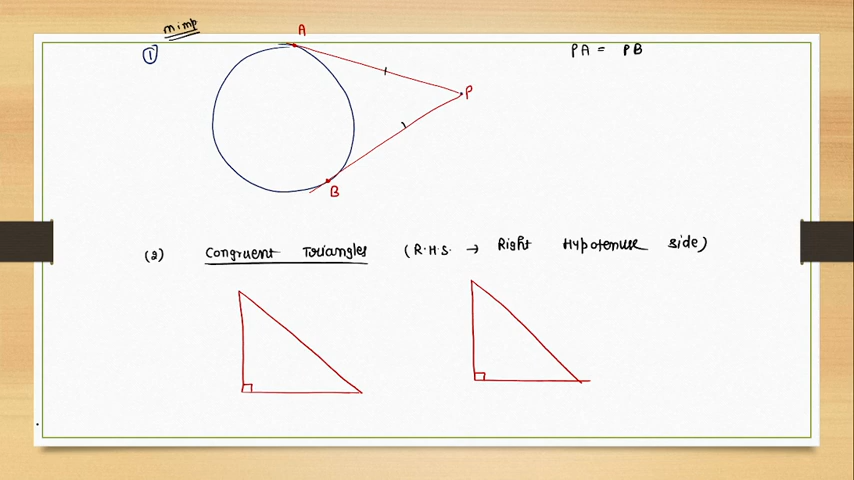 m.imp
A
(1)
PA = PB
P
B
(2) Congruent Triangles (R.H.S. → Right Hypotenuse side)